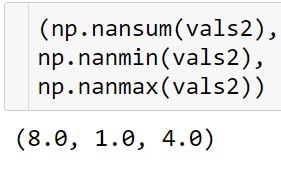 (np.nansum(vals2),
np.nanmin(vals2),
np.nanmax(vals2))
(8.0, 1.0, 4.0)